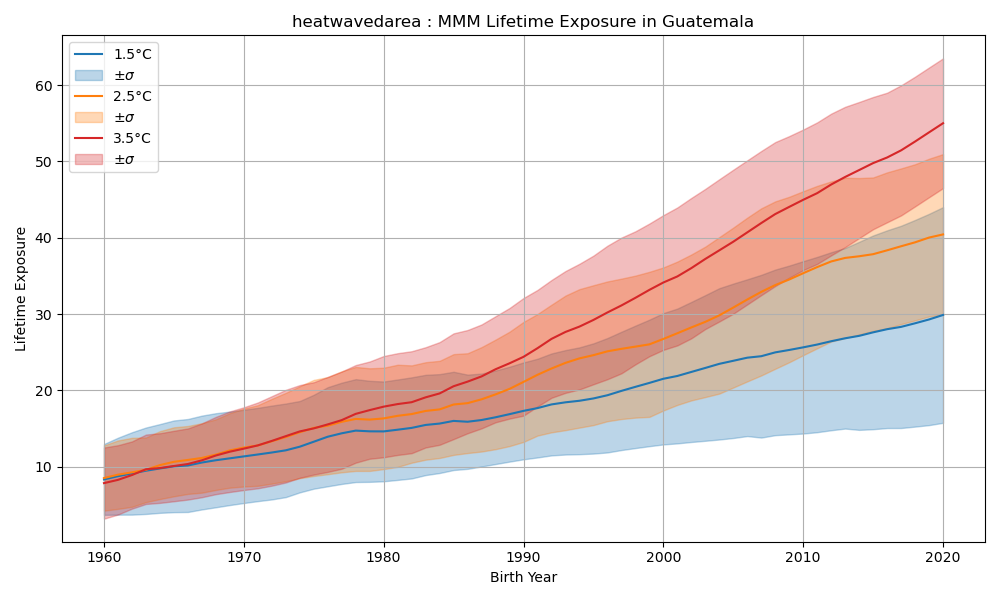 heatwavedarea : MMM Lifetime Exposure in Guatemala
1.5°C
±σ
2.5°C
±σ
3.5°C
±σ
Lifetime Exposure
60
50
40
30
20
10
1960 1970 1980 1990 2000 2010 2020
Birth Year